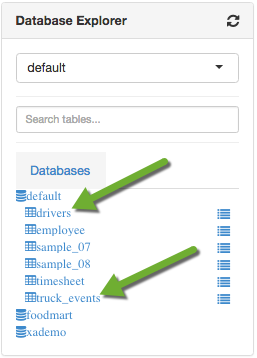 Database Explorer
default
Search tables...
Databases
default
drivers
employee
sample_07
sample_08
timesheet
truck_events
foodmart
xademo